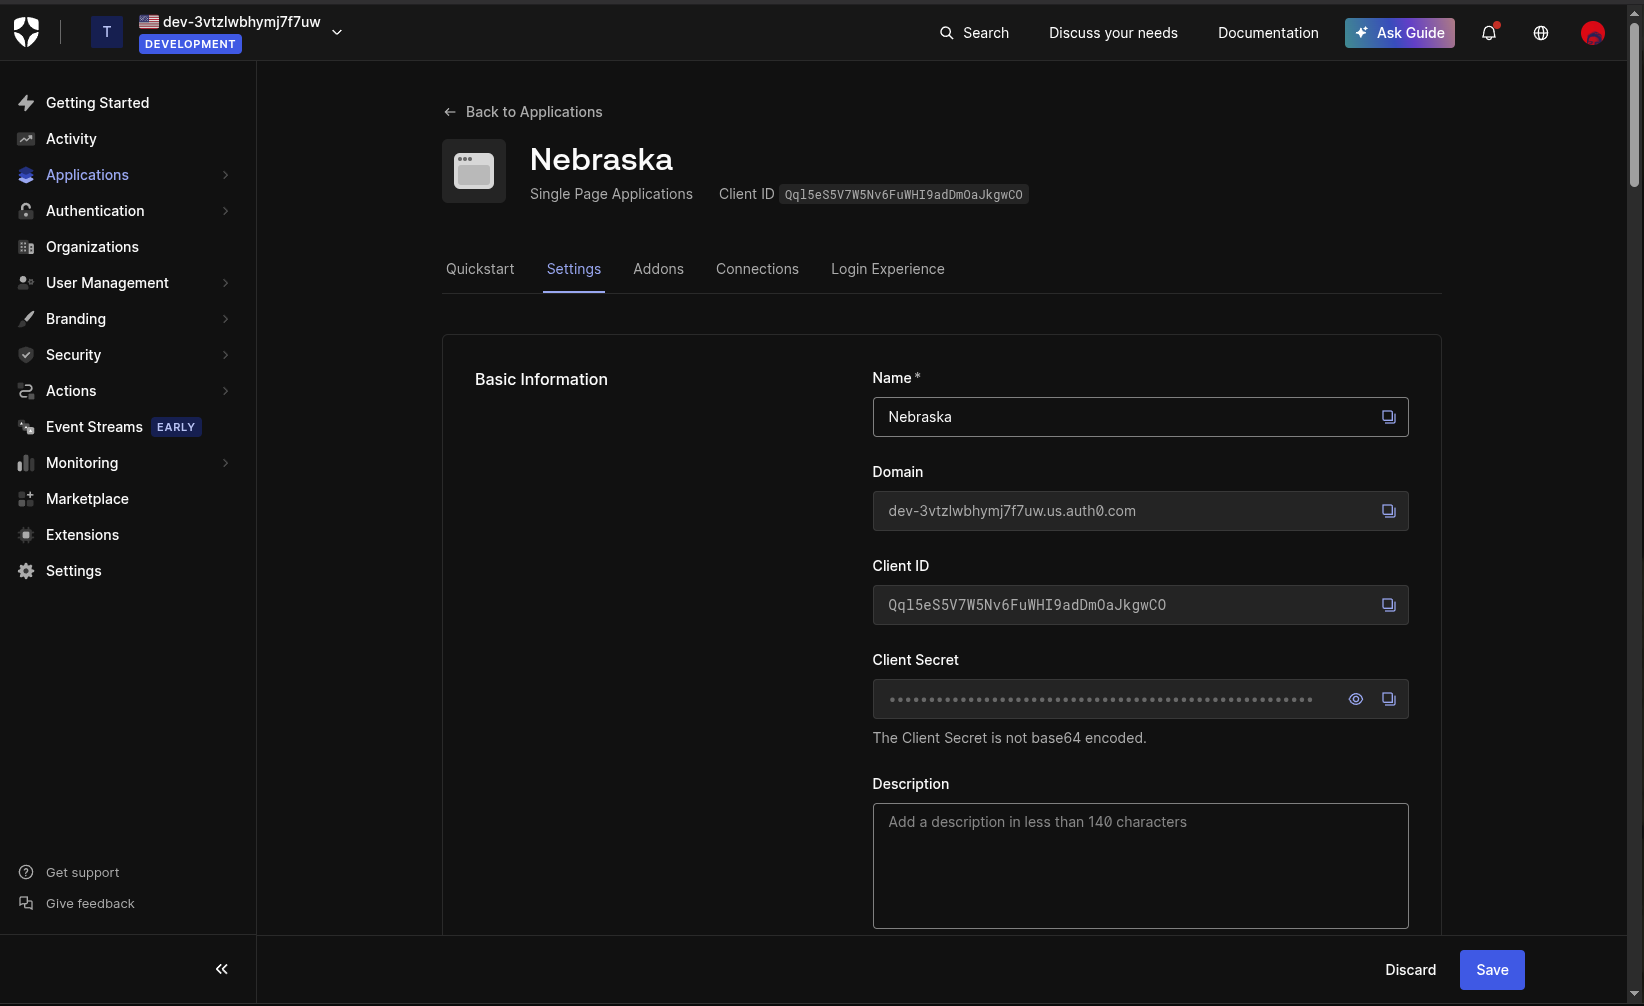 T
dev-3vtzlwbhymj7f7uw
DEVELOPMENT
Search
Discuss your needs
Documentation
Ask Guide
Getting Started
Activity
Applications
Authentication
Organizations
User Management
Branding
Security
Actions
Event Streams EARLY
Monitoring
Marketplace
Extensions
Settings
Get support
Give feedback
Back to Applications
Nebraska
Single Page Applications
Client ID Qql5eS5V7W5Nv6FuWHI9adDmOaJkgwCO
Quickstart
Settings
Addons
Connections
Login Experience
Basic Information
Name *
Nebraska
Domain
dev-3vtzlwbhymj7f7uw.us.auth0.com
Client ID
Qql5eS5V7W5Nv6FuWHI9adDmOaJkgwCO
Client Secret
The Client Secret is not base64 encoded.
Description
Add a description in less than 140 characters
Discard
Save